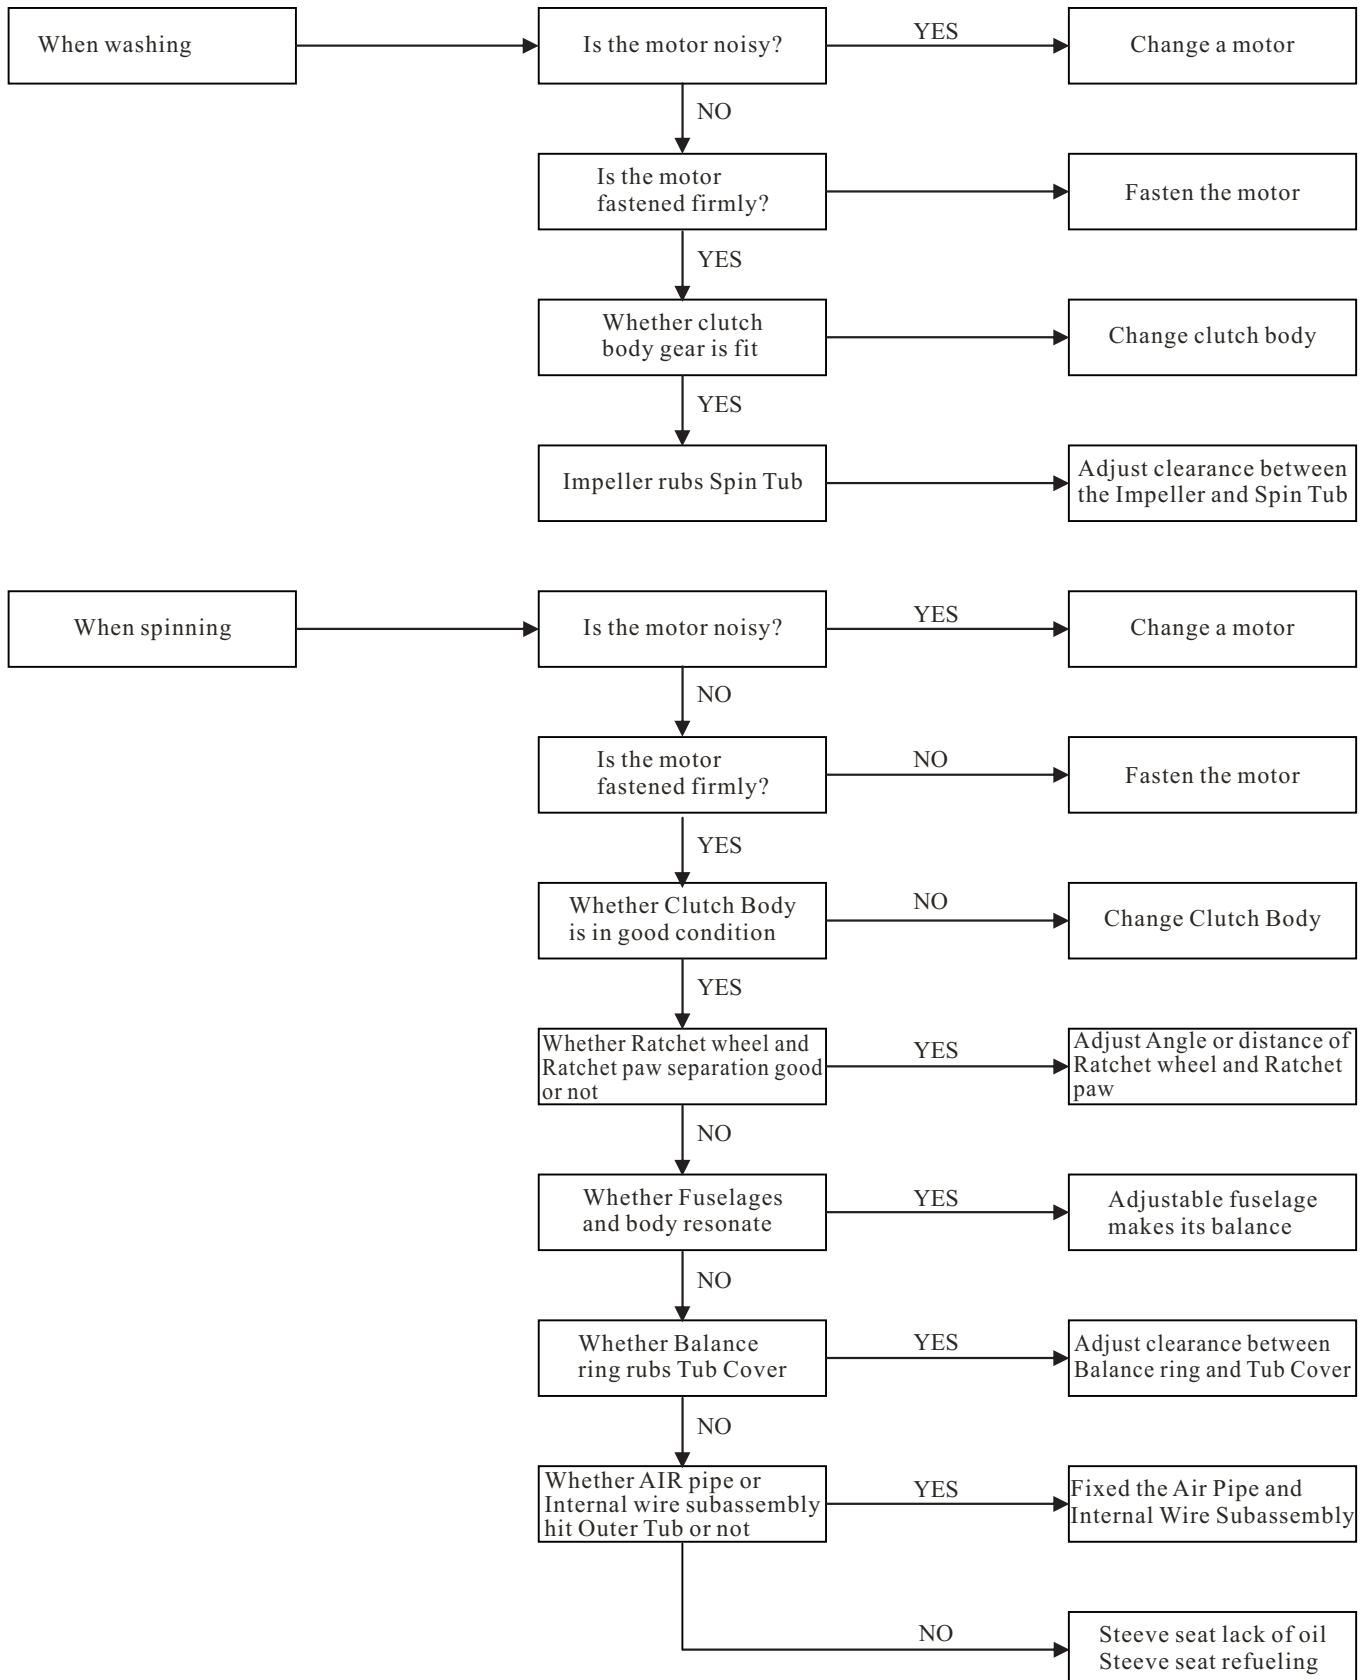 When washing
Is the motor noisy?
YES
Change a motor
NO
Is the motor
fastened firmly?
Fasten the motor
YES
Whether clutch
body gear is fit
Change clutch body
YES
Impeller rubs Spin Tub
Adjust clearance between
the Impeller and Spin Tub
When spinning
Is the motor noisy?
YES
Change a motor
NO
Is the motor
fastened firmly?
NO
Fasten the motor
YES
Whether Clutch Body
is in good condition
NO
Change Clutch Body
YES
Whether Ratchet wheel and
Ratchet paw separation good
or not
YES
Adjust Angle or distance of
Ratchet wheel and Ratchet
paw
NO
Whether Fuselages
and body resonate
YES
Adjustable fuselage
makes its balance
NO
Whether Balance
ring rubs Tub Cover
YES
Adjust clearance between
Balance ring and Tub Cover
NO
Whether AIR pipe or
Internal wire subassembly
hit Outer Tub or not
YES
Fixed the Air Pipe and
Internal Wire Subassembly
NO
Steeve seat lack of oil
Steeve seat refueling